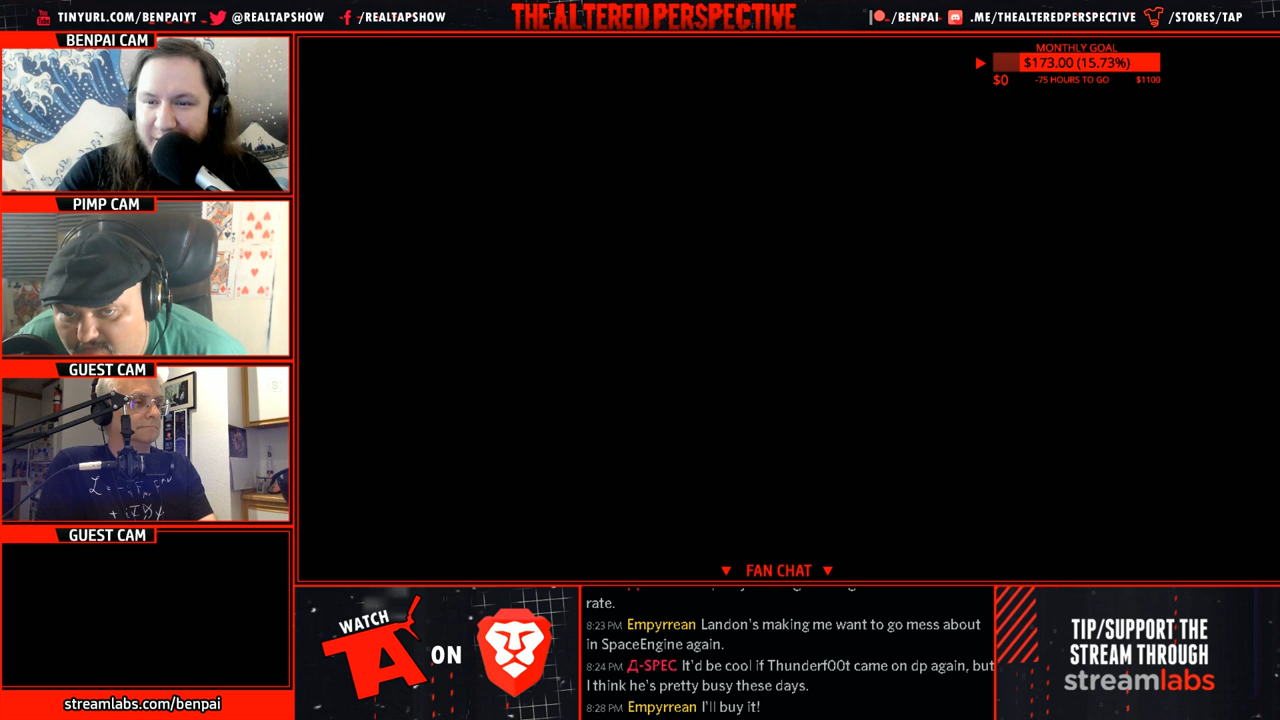 TINYURL.COM/BENPAIYT @REALTAPSHOW /REALTAPSHOW THE ALTERED PERSPECTIVE /BENPAI .ME/THEALTEREDPERSPECTIVE /STORES/TAP
BENPAI CAM
MONTHLY GOAL
$173.00 (15.73%)
$0 -75 HOURS TO GO $1100
PIMP CAM
GUEST CAM
GUEST CAM
streamlabs.com/benpai
FAN CHAT
WATCH
TA ON
rate.
8:23 PM Empyrrean Landon's making me want to go mess about
in SpaceEngine again.
8:24 PM Д-SPEC It'd be cool if Thunderf00t came on dp again, but
I think he's pretty busy these days.
8:28 PM Empyrrean I'll buy it!
TIP/SUPPORT THE
STREAM THROUGH
streamlabs